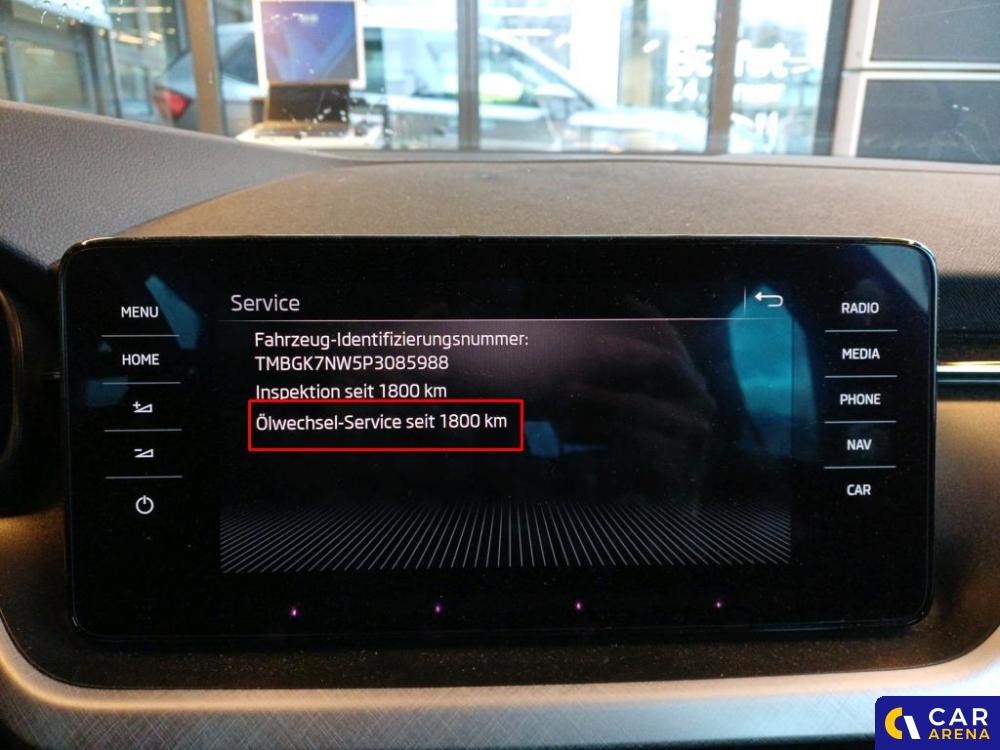 MENU
HOME
Service
Fahrzeug-Identifizierungsnummer:
TMBGK7NW5P3085988
Inspektion seit 1800 km
Ölwechsel-Service seit 1800 km
RADIO
MEDIA
PHONE
NAV
CAR
CAR
ARENA